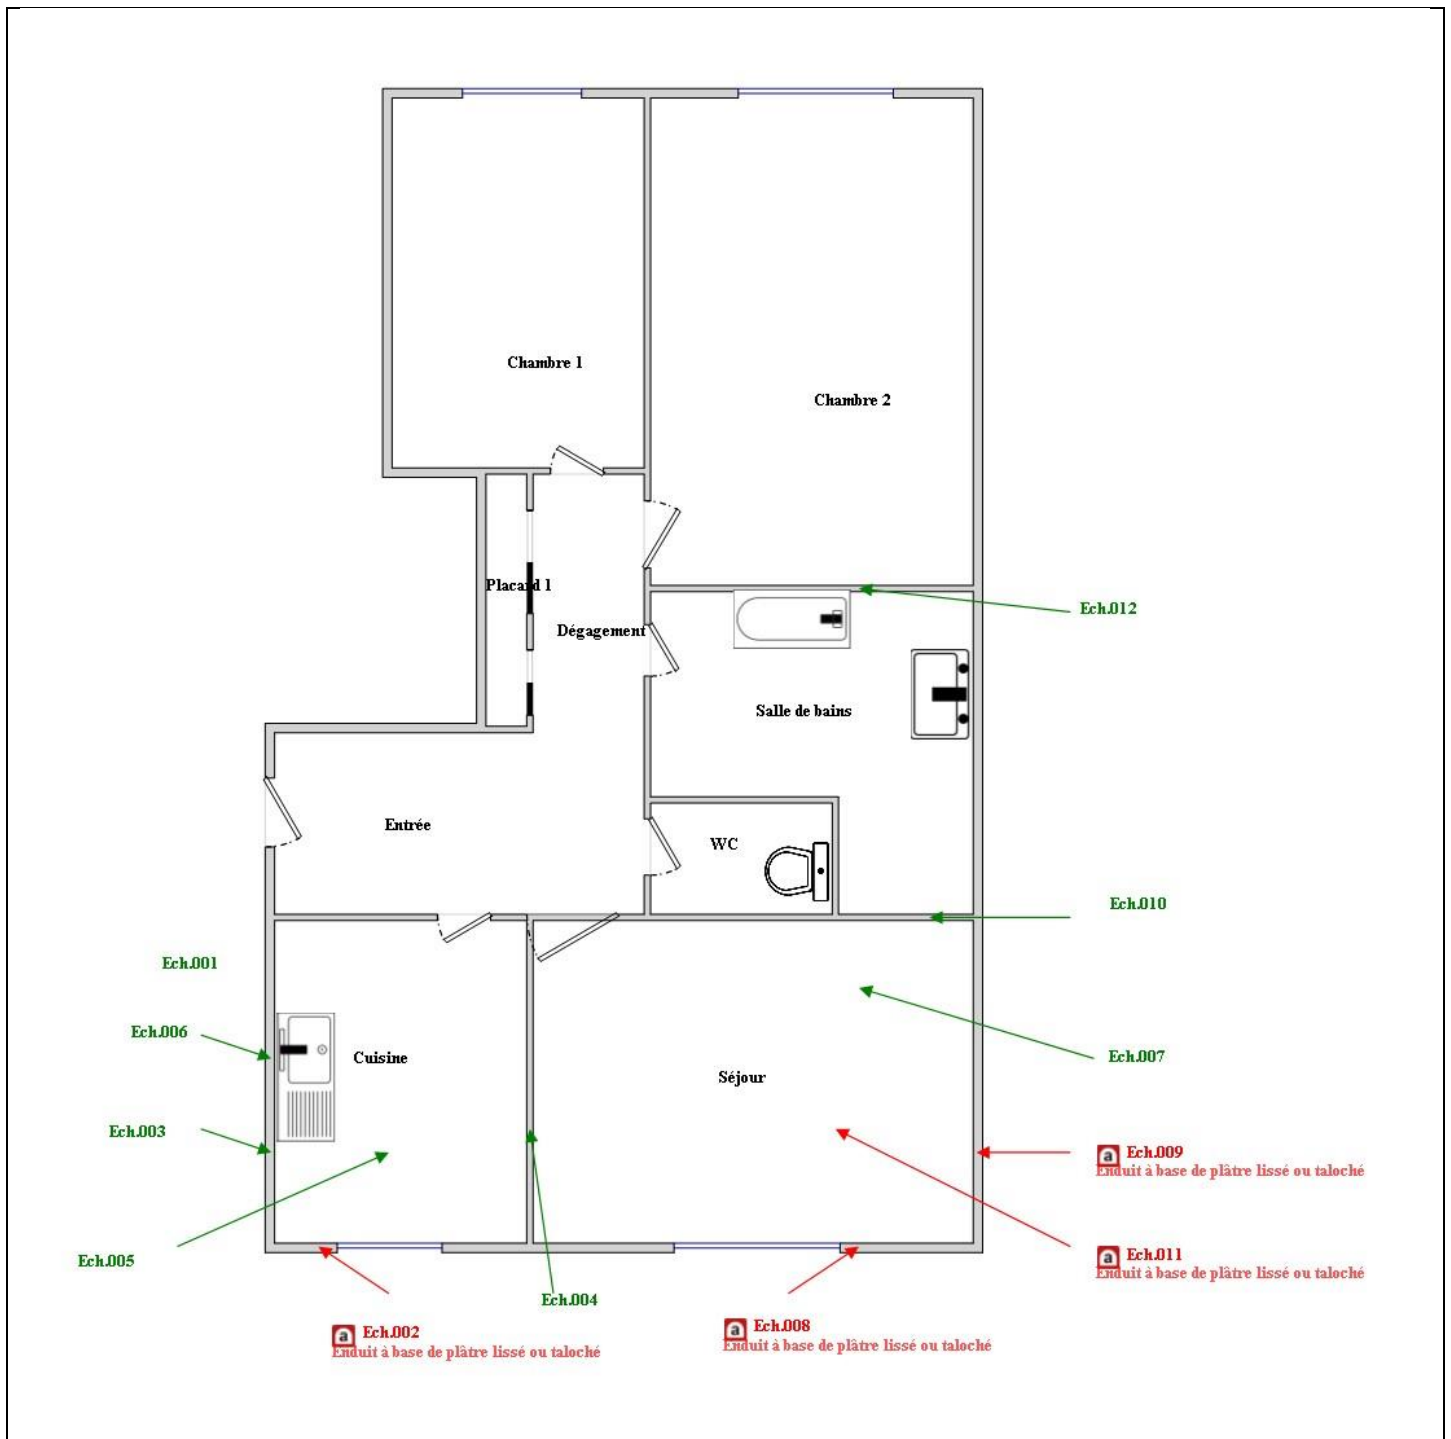 Chambre 1
Chambre 2
Placard 1
Ech.012
Dégagement
Salle de bains
Entrée
WC
Ech.010
Ech.001
Ech.006
Cuisine
Ech.007
Séjour
Ech.003
a Ech.009
Enduit à base de plâtre lissé ou taloché
Ech.005
a Ech.011
Enduit à base de plâtre lissé ou taloché
Ech.004
a Ech.002
Enduit à base de plâtre lissé ou taloché
a Ech.008
Enduit à base de plâtre lissé ou taloché